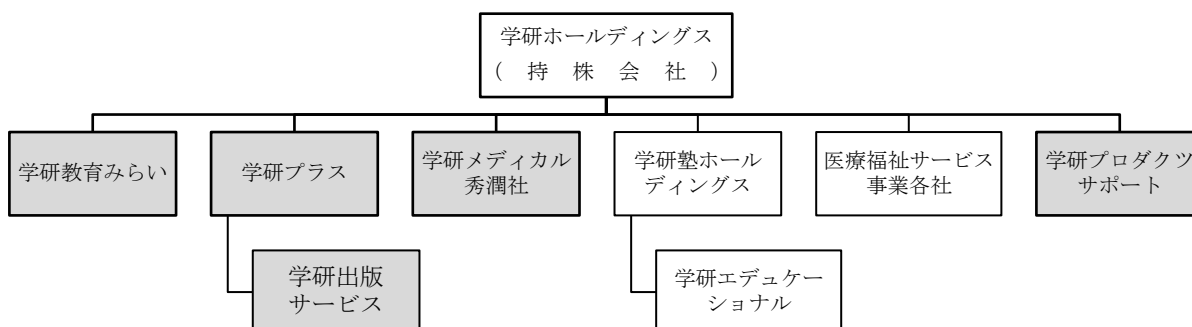 学研ホールディングス
（ 持 株 会 社 ）
学研教育みらい
学研プラス
学研メディカル
秀潤社
学研塾ホール
ディングス
医療福祉サービス
事業各社
学研プロダクツ
サポート
学研出版
サービス
学研エデュケー
ショナル